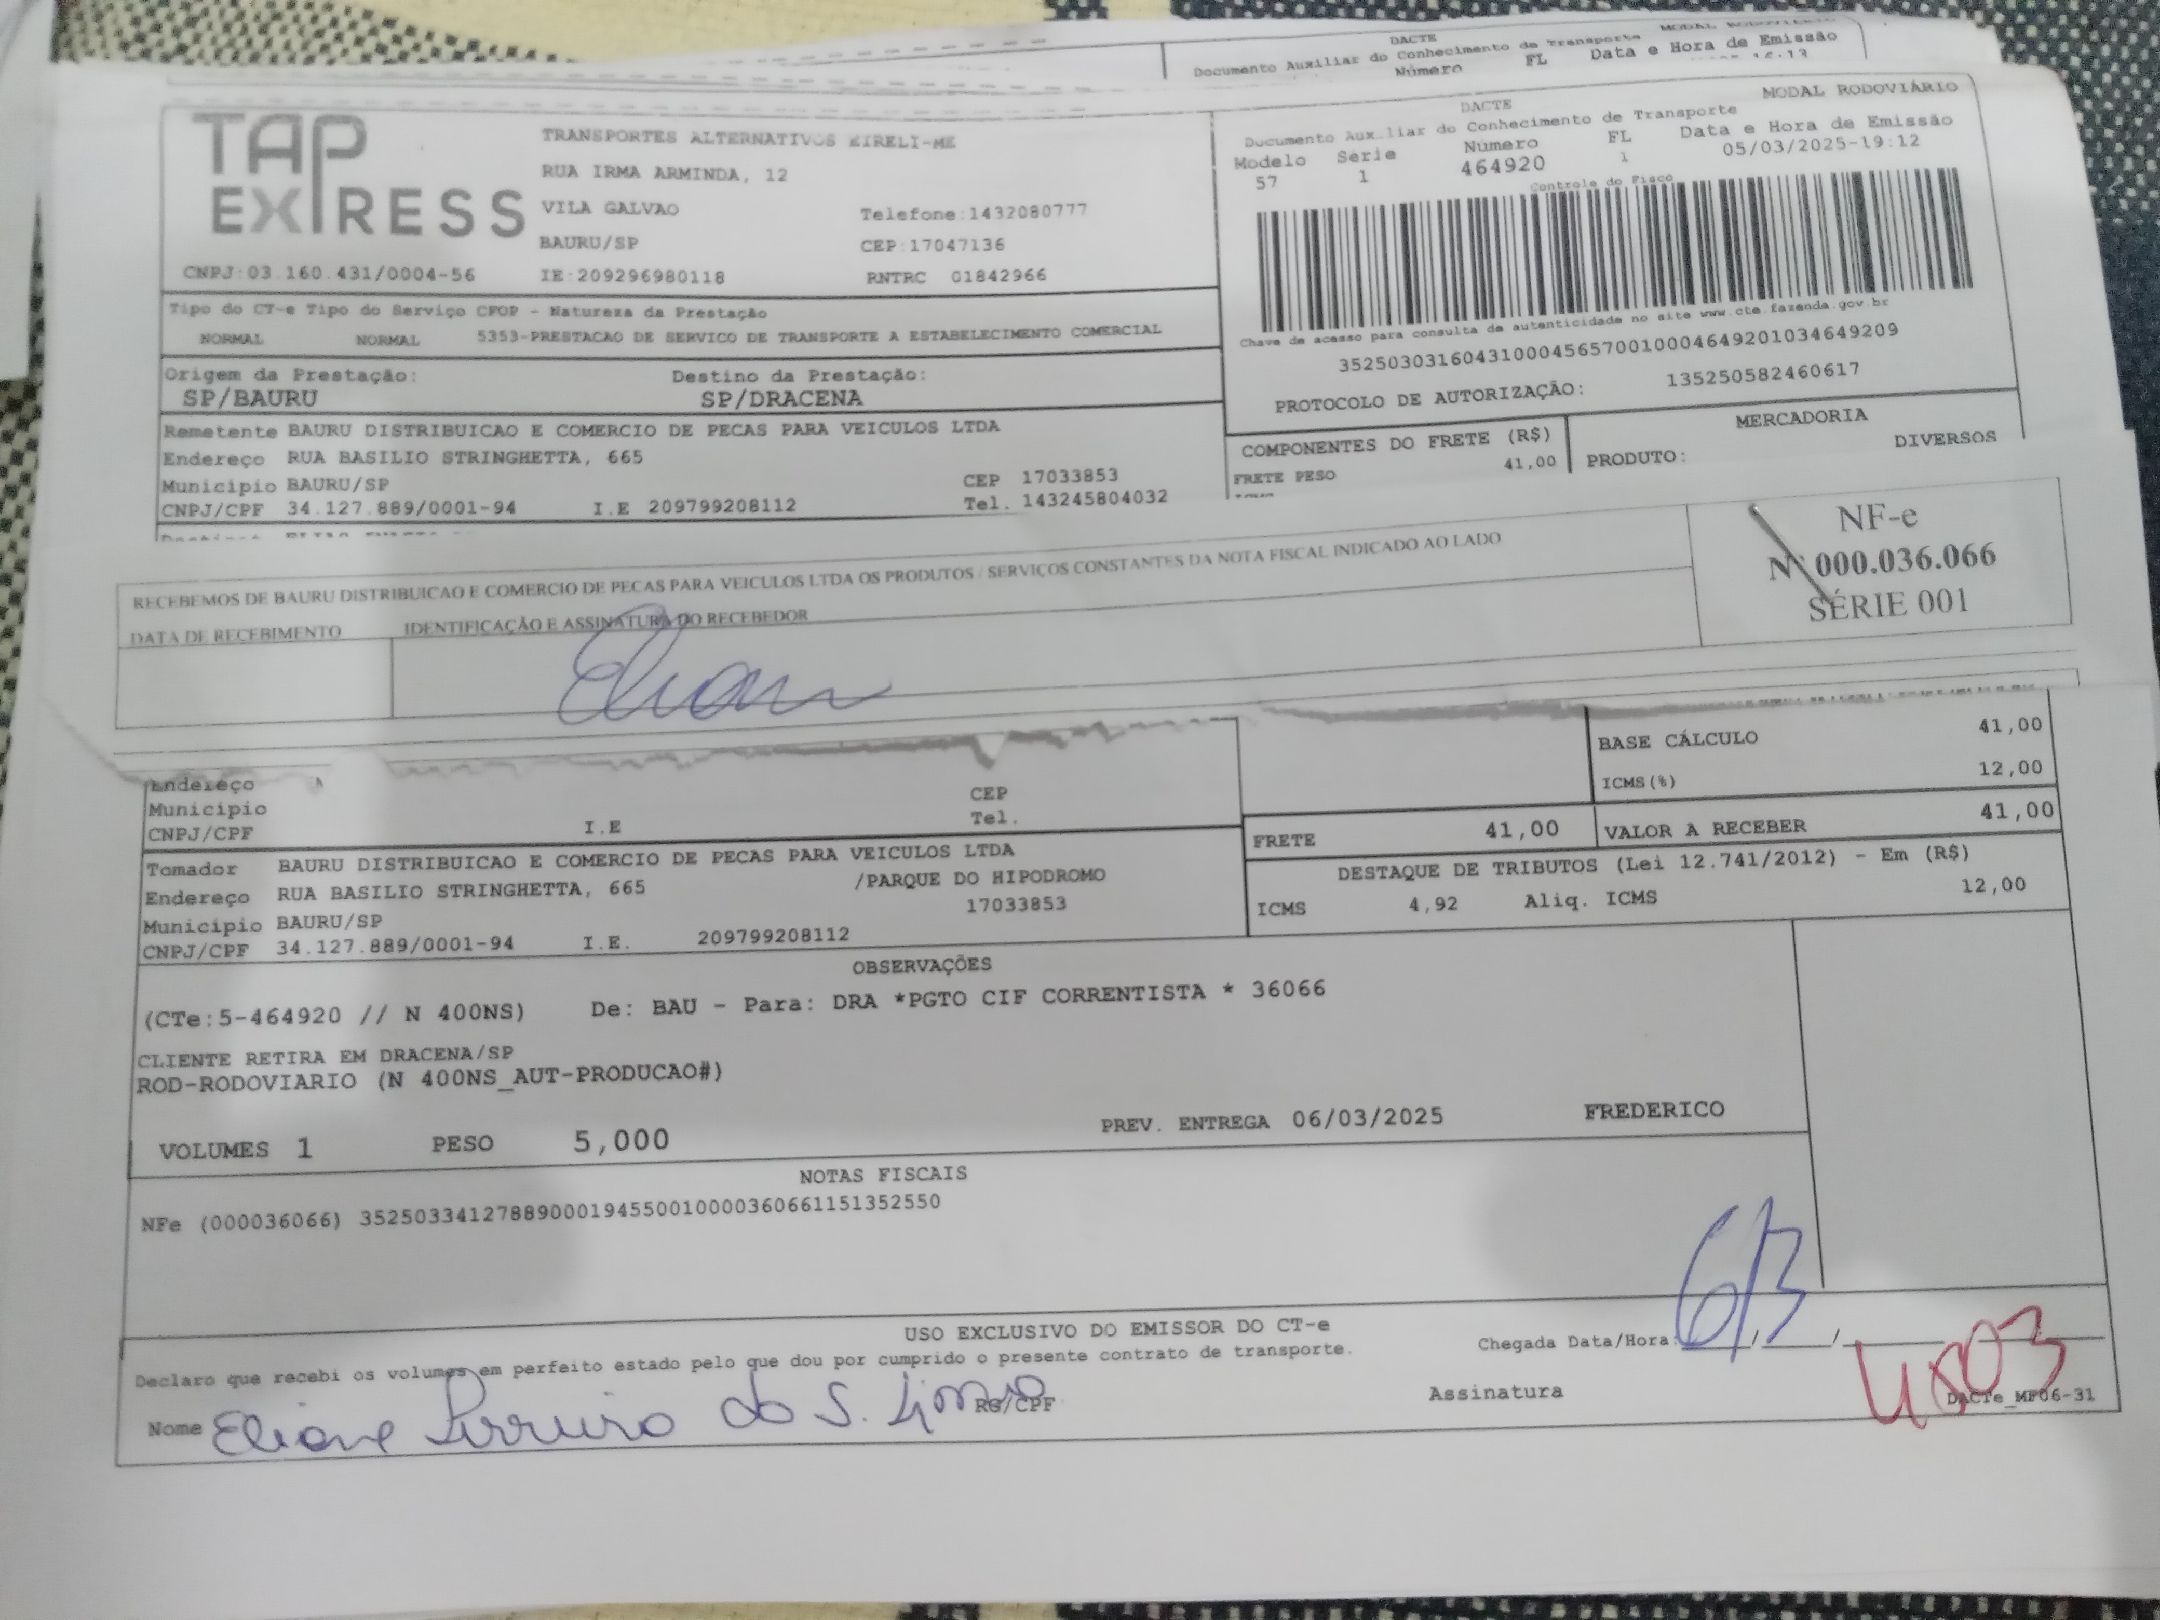 DACTE
MODAL RODOVIÁRIO
Documento Auxiliar do Conhecimento de Transporte
Número FL Data e Hora de Emissão
TAP EXPRESS
TRANSPORTES ALTERNATIVOS EIRELI-ME
RUA IRMA ARMINDA, 12
VILA GALVAO Telefone:1432080777
BAURU/SP CEP:17047136
CNPJ:03.160.431/0004-56 IE:209296980118 RNTRC 01842966
MODAL RODOVIÁRIO
DACTE
Documento Auxiliar do Conhecimento de Transporte
Modelo Série Número FL Data e Hora de Emissão
57 1 464920 1 05/03/2025-19:12
Controle do Fisco
Chave de acesso para consulta de autenticidade no site www.cte.fazenda.gov.br
35250303160431000456570010004649201034649209
PROTOCOLO DE AUTORIZAÇÃO: 135250582460617
Tipo do CT-e Tipo do Serviço CFOP - Natureza da Prestação
NORMAL NORMAL 5353-PRESTACAO DE SERVICO DE TRANSPORTE A ESTABELECIMENTO COMERCIAL
Origem da Prestação: Destino da Prestação:
SP/BAURU SP/DRACENA
Remetente BAURU DISTRIBUICAO E COMERCIO DE PECAS PARA VEICULOS LTDA
Endereço RUA BASILIO STRINGHETTA, 665
Municipio BAURU/SP CEP 17033853
CNPJ/CPF 34.127.889/0001-94 I.E 209799208112 Tel. 143245804032
COMPONENTES DO FRETE (R$) MERCADORIA
FRETE PESO 41,00 PRODUTO: DIVERSOS
RECEBEMOS DE BAURU DISTRIBUICAO E COMERCIO DE PECAS PARA VEICULOS LTDA OS PRODUTOS / SERVIÇOS CONSTANTES DA NOTA FISCAL INDICADO AO LADO
DATA DE RECEBIMENTO IDENTIFICAÇÃO E ASSINATURA DO RECEBEDOR
NF-e
Nº 000.036.066
SÉRIE 001
Endereço
Municipio CEP
CNPJ/CPF I.E Tel.
BASE CÁLCULO 41,00
ICMS(%) 12,00
FRETE 41,00 VALOR A RECEBER 41,00
Tomador BAURU DISTRIBUICAO E COMERCIO DE PECAS PARA VEICULOS LTDA
Endereço RUA BASILIO STRINGHETTA, 665 /PARQUE DO HIPODROMO
Municipio BAURU/SP 17033853
CNPJ/CPF 34.127.889/0001-94 I.E. 209799208112
DESTAQUE DE TRIBUTOS (Lei 12.741/2012) - Em (R$)
ICMS 4,92 Aliq. ICMS 12,00
OBSERVAÇÕES
(CTe:5-464920 // N 400NS) De: BAU - Para: DRA *PGTO CIF CORRENTISTA * 36066
CLIENTE RETIRA EM DRACENA/SP
ROD-RODOVIARIO (N 400NS_AUT-PRODUCAO#)
VOLUMES 1 PESO 5,000 PREV. ENTREGA 06/03/2025 FREDERICO
NOTAS FISCAIS
NFe (000036066) 35250334127889000194550010000360661151352550
USO EXCLUSIVO DO EMISSOR DO CT-e
Declaro que recebi os volumes em perfeito estado pelo que dou por cumprido o presente contrato de transporte.
Chegada Data/Hora: 6/3
Nome Eliane RG/CPF Assinatura
DACTe_MF06-31